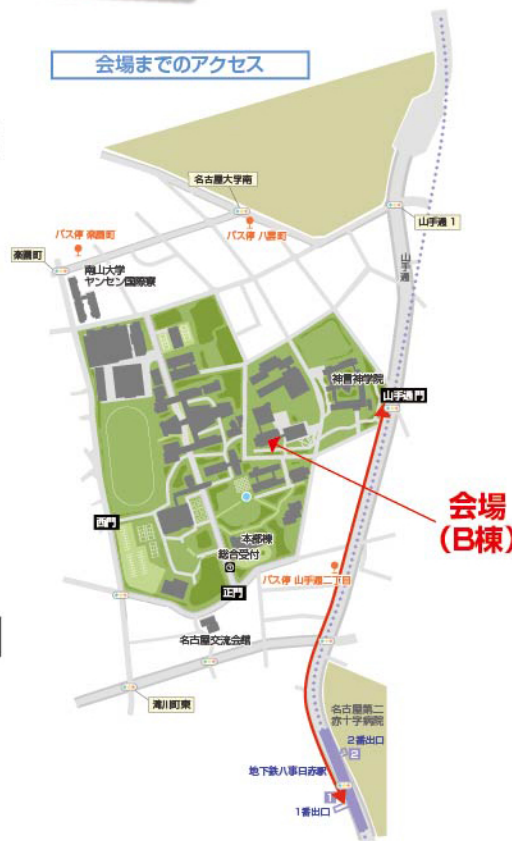 会場までのアクセス
名古屋大学南
山手通 1
バス停 楽園町
バス停 八雲町
楽園町
山手通
南山大学
ヤンセン国際寮
神言神学院
山手通門
会場
(B棟)
西門
本部棟
総合受付
バス停 山手通二丁目
正門
名古屋交流会館
滝川町東
名古屋第二
赤十字病院
2番出口
2
地下鉄八事日赤駅
1
1番出口